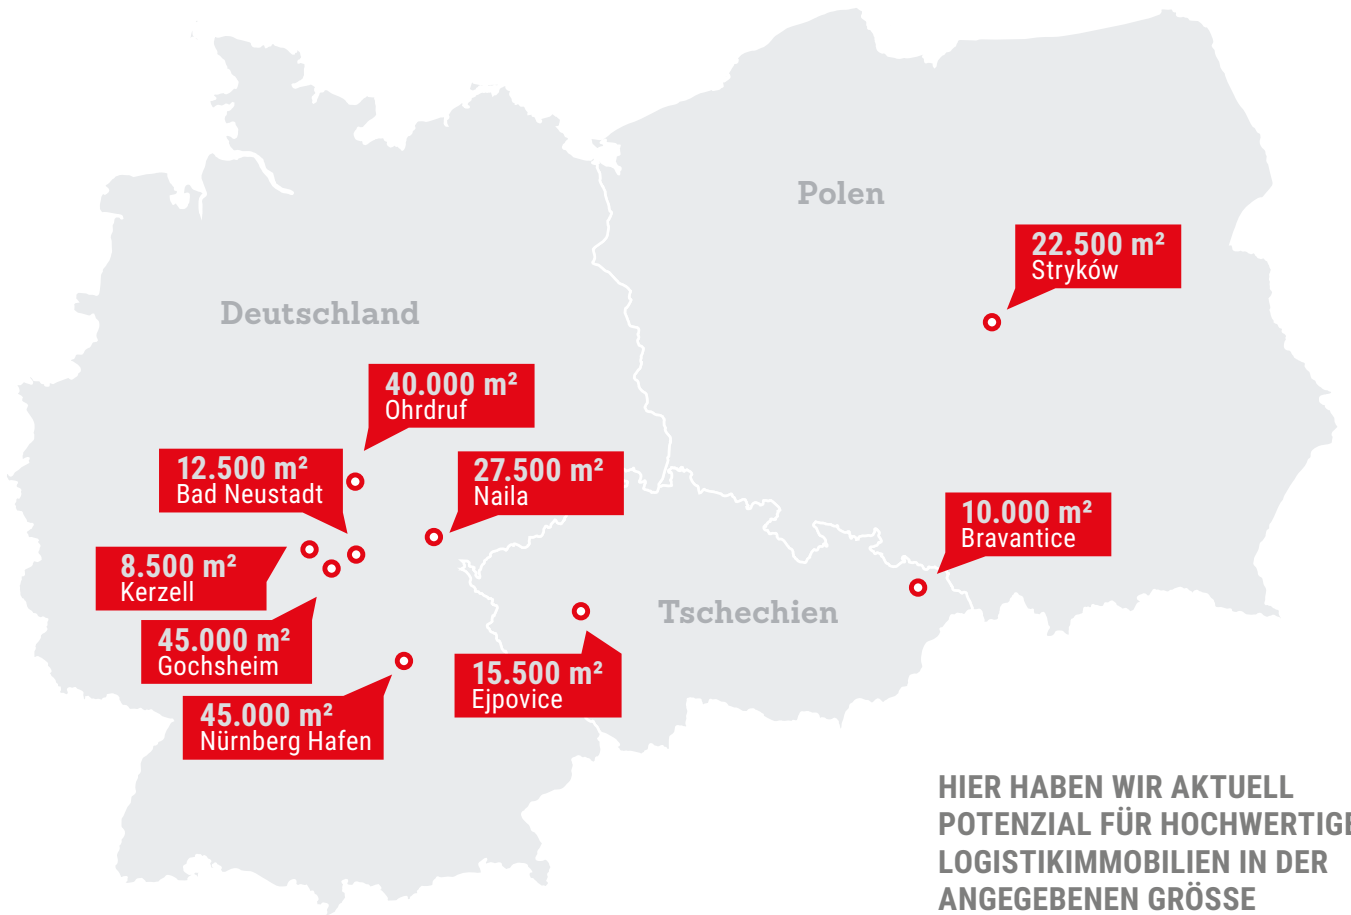 Polen
22.500 m²
Stryków
Deutschland
40.000 m²
Ohrdruf
12.500 m²
Bad Neustadt
27.500 m²
Naila
10.000 m²
Bravantice
8.500 m²
Kerzell
Tschechien
45.000 m²
Gochsheim
15.500 m²
Ejpovice
45.000 m²
Nürnberg Hafen
HIER HABEN WIR AKTUELL
POTENZIAL FÜR HOCHWERTIGE
LOGISTIKIMMOBILIEN IN DER
ANGEGEBENEN GRÖSSE